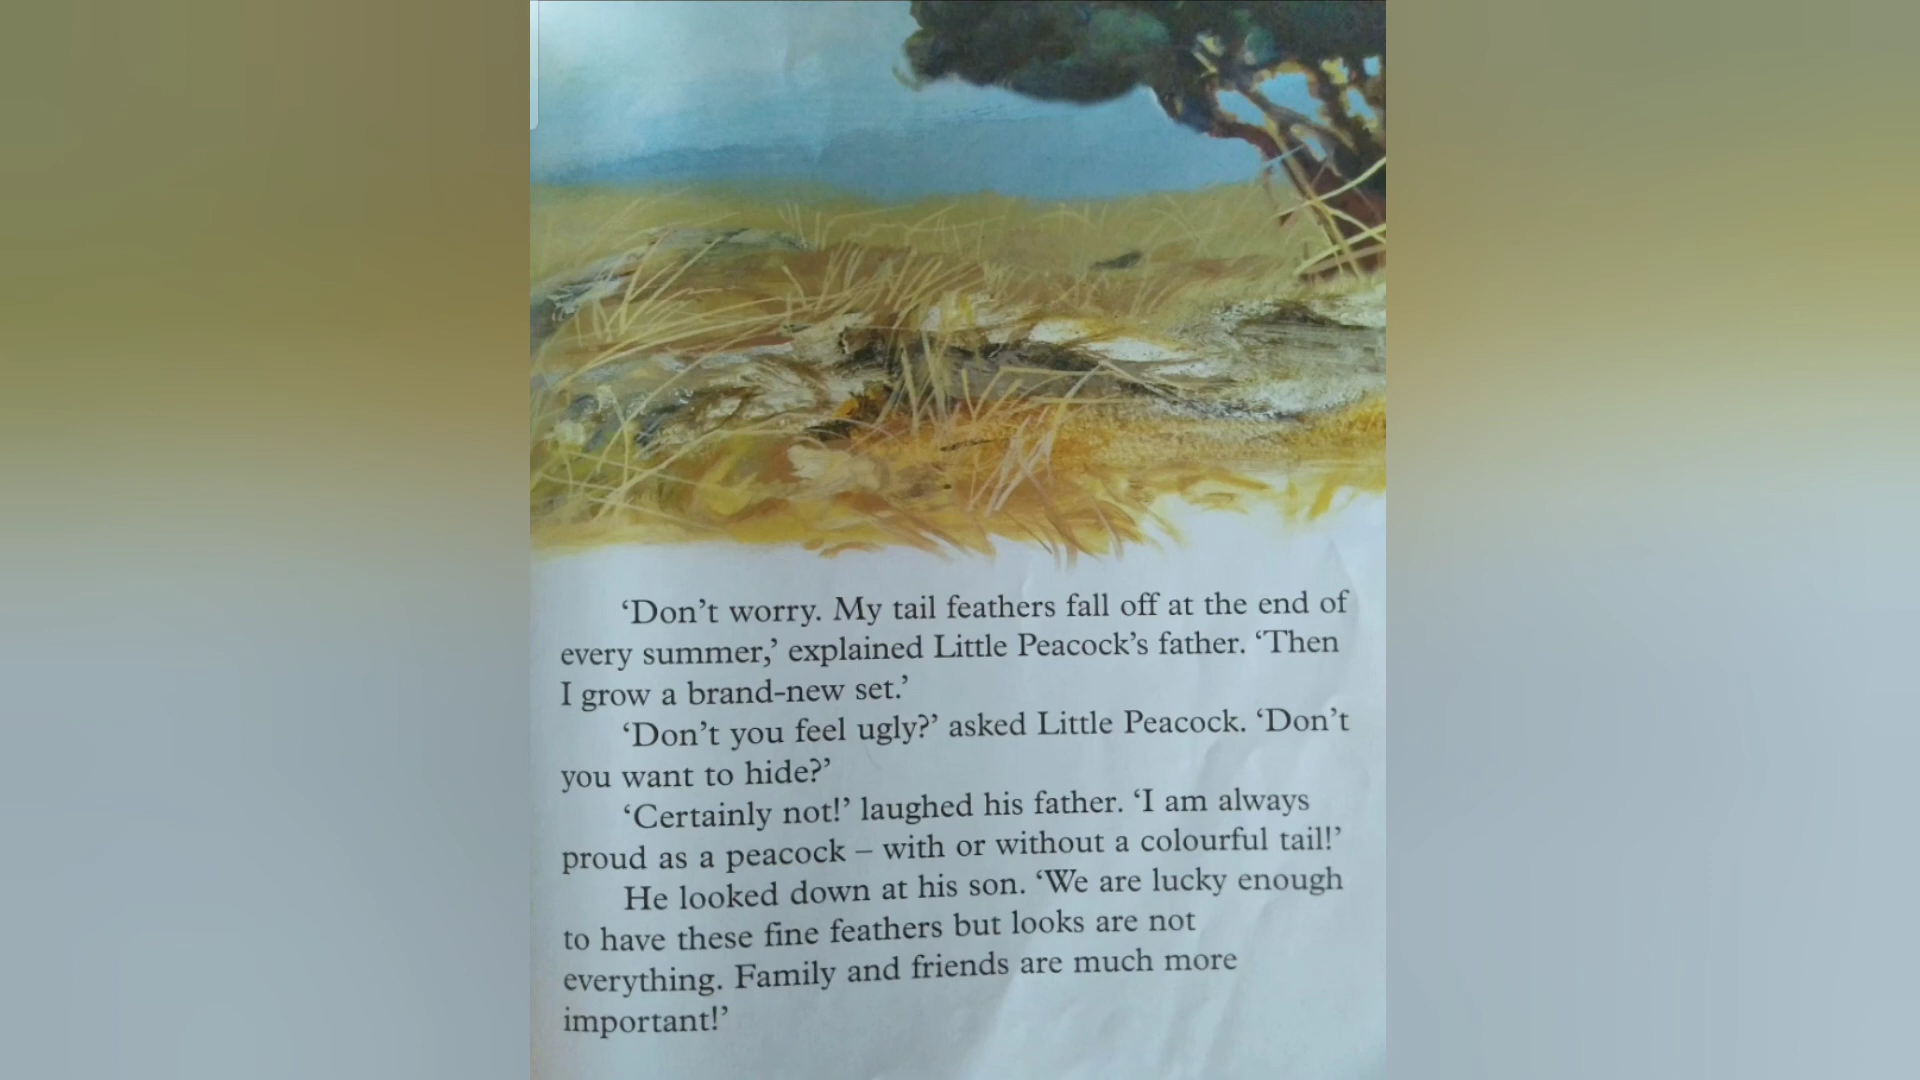 ‘Don’t worry. My tail feathers fall off at the end of
every summer,’ explained Little Peacock’s father. ‘Then
I grow a brand-new set.’
‘Don’t you feel ugly?’ asked Little Peacock. ‘Don’t
you want to hide?’
‘Certainly not!’ laughed his father. ‘I am always
proud as a peacock – with or without a colourful tail!’
He looked down at his son. ‘We are lucky enough
to have these fine feathers but looks are not
everything. Family and friends are much more
important!’